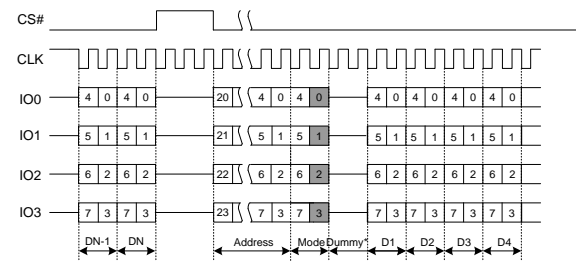 CS#
CLK
IO0 4 0 4 0 20 4 0 4 0 4 0 4 0 4 0 4 0
IO1 5 1 5 1 21 5 1 5 1 5 1 5 1 5 1 5 1
IO2 6 2 6 2 22 6 2 6 2 6 2 6 2 6 2 6 2
IO3 7 3 7 3 23 7 3 7 3 7 3 7 3 7 3 7 3
DN-1 DN Address Mode Dummy* D1 D2 D3 D4